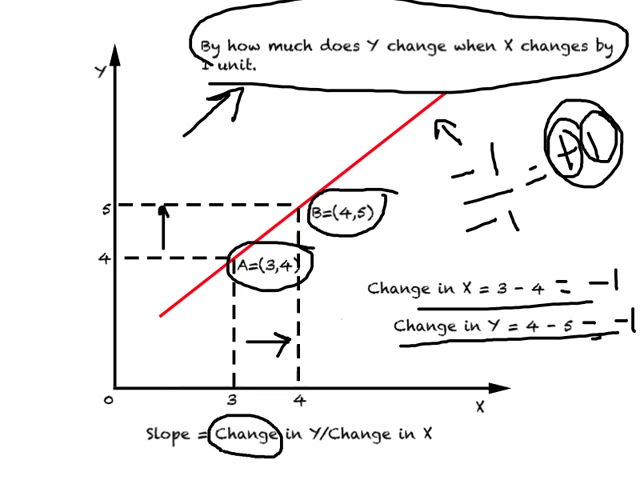 By how much does Y change when X changes by
1 unit.
Y
-1
/
-1
= +1
5
B=(4,5)
4
A=(3,4)
Change in X = 3 - 4 = -1
Change in Y = 4 - 5 = -1
0
3
4
X
Slope = Change in Y/Change in X